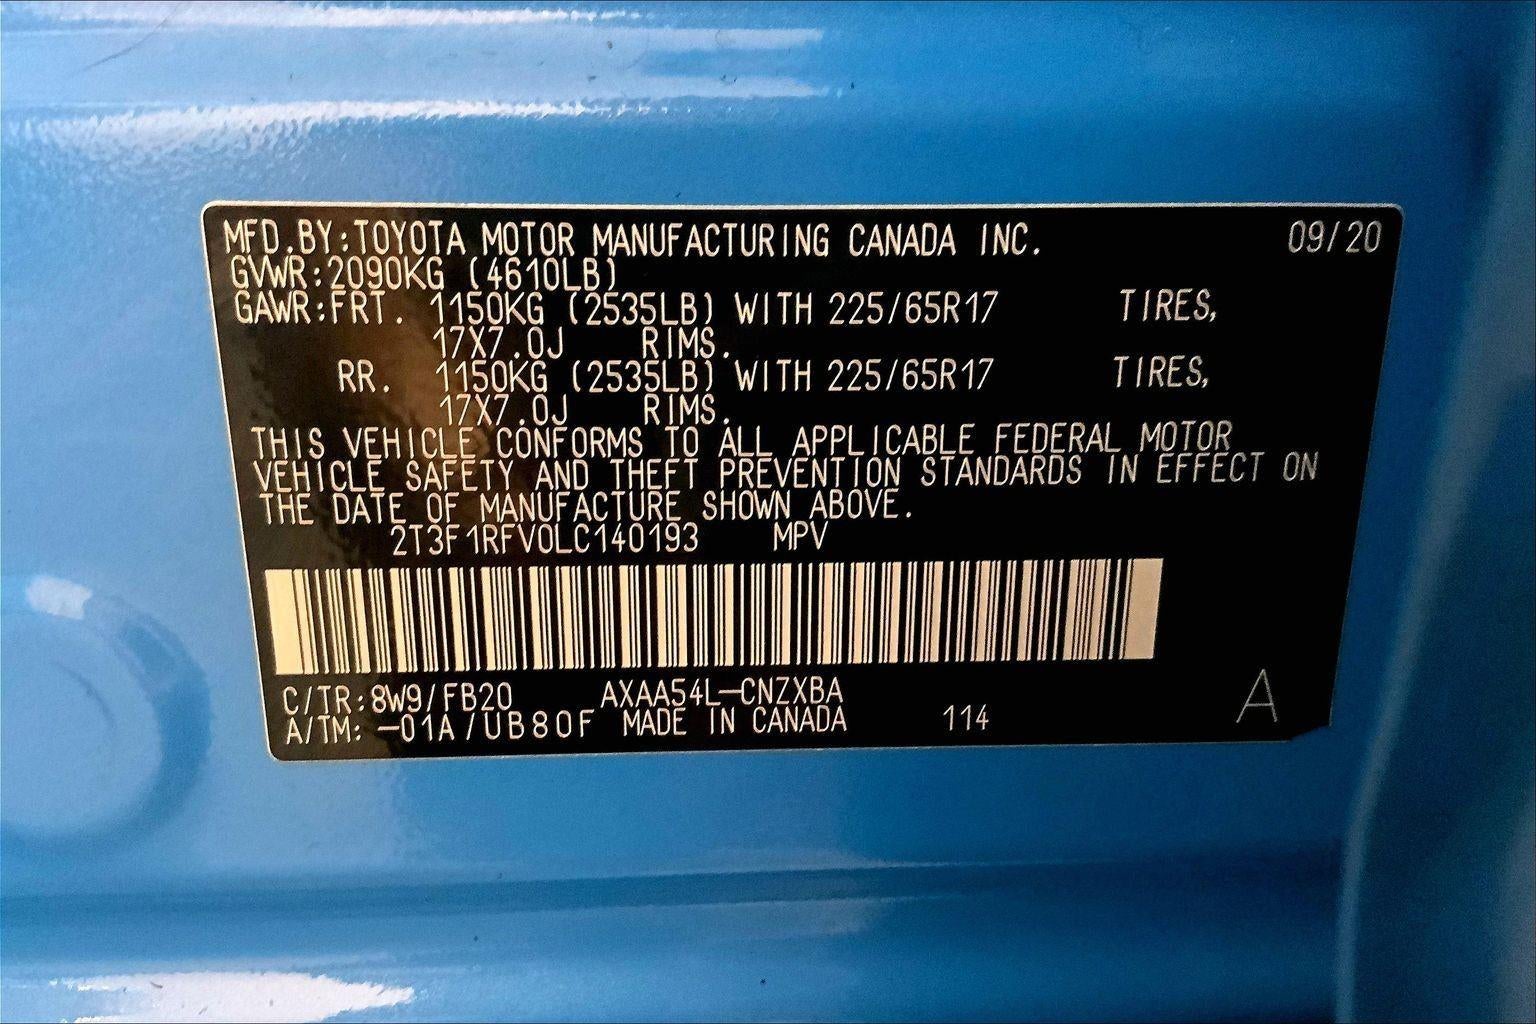 MFD.BY:TOYOTA MOTOR MANUFACTURING CANADA INC. 09/20
GVWR:2090KG (4610LB)
GAWR:FRT. 1150KG (2535LB) WITH 225/65R17 TIRES,
17X7.0J RIMS.
RR. 1150KG (2535LB) WITH 225/65R17 TIRES,
17X7.0J RIMS.
THIS VEHICLE CONFORMS TO ALL APPLICABLE FEDERAL MOTOR
VEHICLE SAFETY AND THEFT PREVENTION STANDARDS IN EFFECT ON
THE DATE OF MANUFACTURE SHOWN ABOVE.
2T3F1RFV0LC140193 MPV
C/TR:8W9/FB20 AXAA54L-CNZXBA
A/TM: -01A/UB80F MADE IN CANADA 114 A